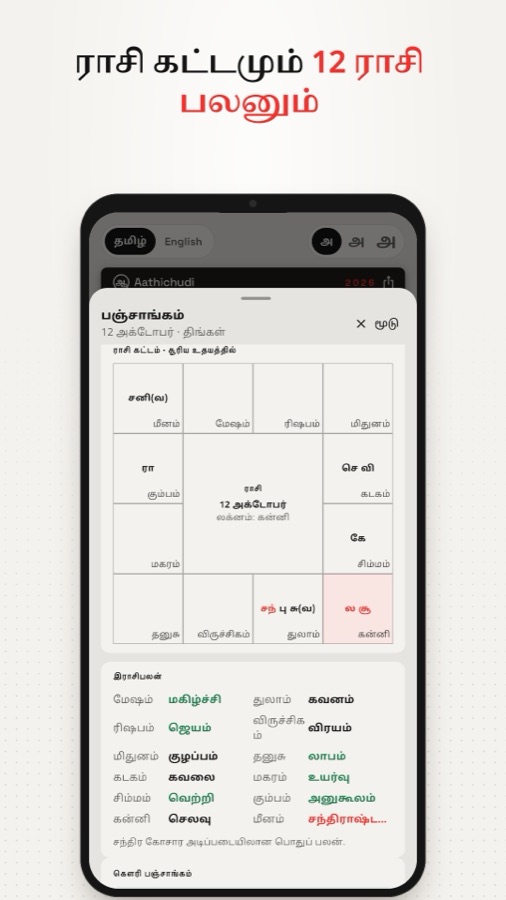 ராசி கட்டமும் 12 ராசி
பலனும்
தமிழ் English அ அ அ
ஆ Aathichudi 2026
பஞ்சாங்கம்
12 அக்டோபர் · திங்கள்
✕ மூடு
ராசி கட்டம் · சூரிய உதயத்தில்
சனி(வ)
மீனம் மேஷம் ரிஷபம் மிதுனம்
ரா
கும்பம்
ராசி
12 அக்டோபர்
லக்னம்: கன்னி
செ வி
கடகம்
மகரம்
கே
சிம்மம்
தனுசு விருச்சிகம்
சந் பு சு(வ)
துலாம்
ல சூ
கன்னி
இராசிபலன்
மேஷம் மகிழ்ச்சி துலாம் கவனம்
ரிஷபம் ஜெயம் விருச்சிக
ம் விரயம்
மிதுனம் குழப்பம் தனுசு லாபம்
கடகம் கவலை மகரம் உயர்வு
சிம்மம் வெற்றி கும்பம் அனுகூலம்
கன்னி செலவு மீனம் சந்திராஷ்ட...
சந்திர கோசார அடிப்படையிலான பொதுப் பலன்.
கௌரி பஞ்சாங்கம்